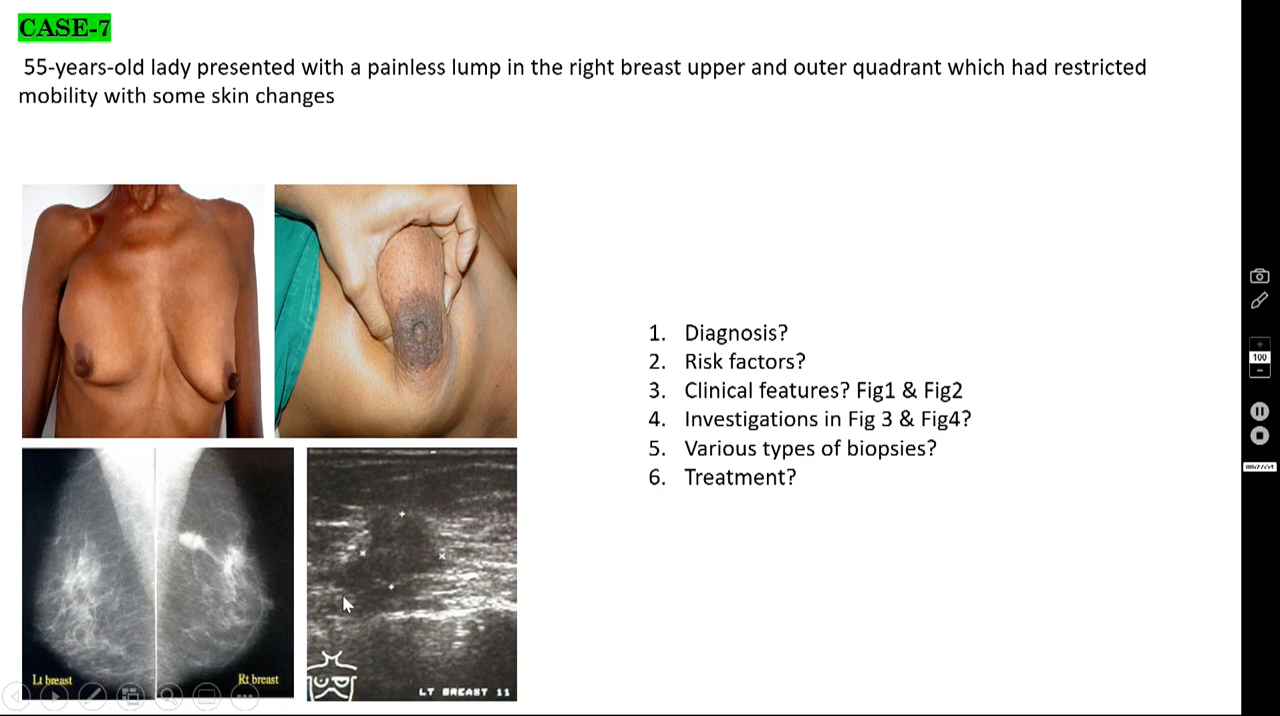 CASE-7
55-years-old lady presented with a painless lump in the right breast upper and outer quadrant which had restricted
mobility with some skin changes
1. Diagnosis?
2. Risk factors?
3. Clinical features? Fig1 & Fig2
4. Investigations in Fig 3 & Fig4?
5. Various types of biopsies?
6. Treatment?
Lt breast
Rt breast
LT BREAST 11
100